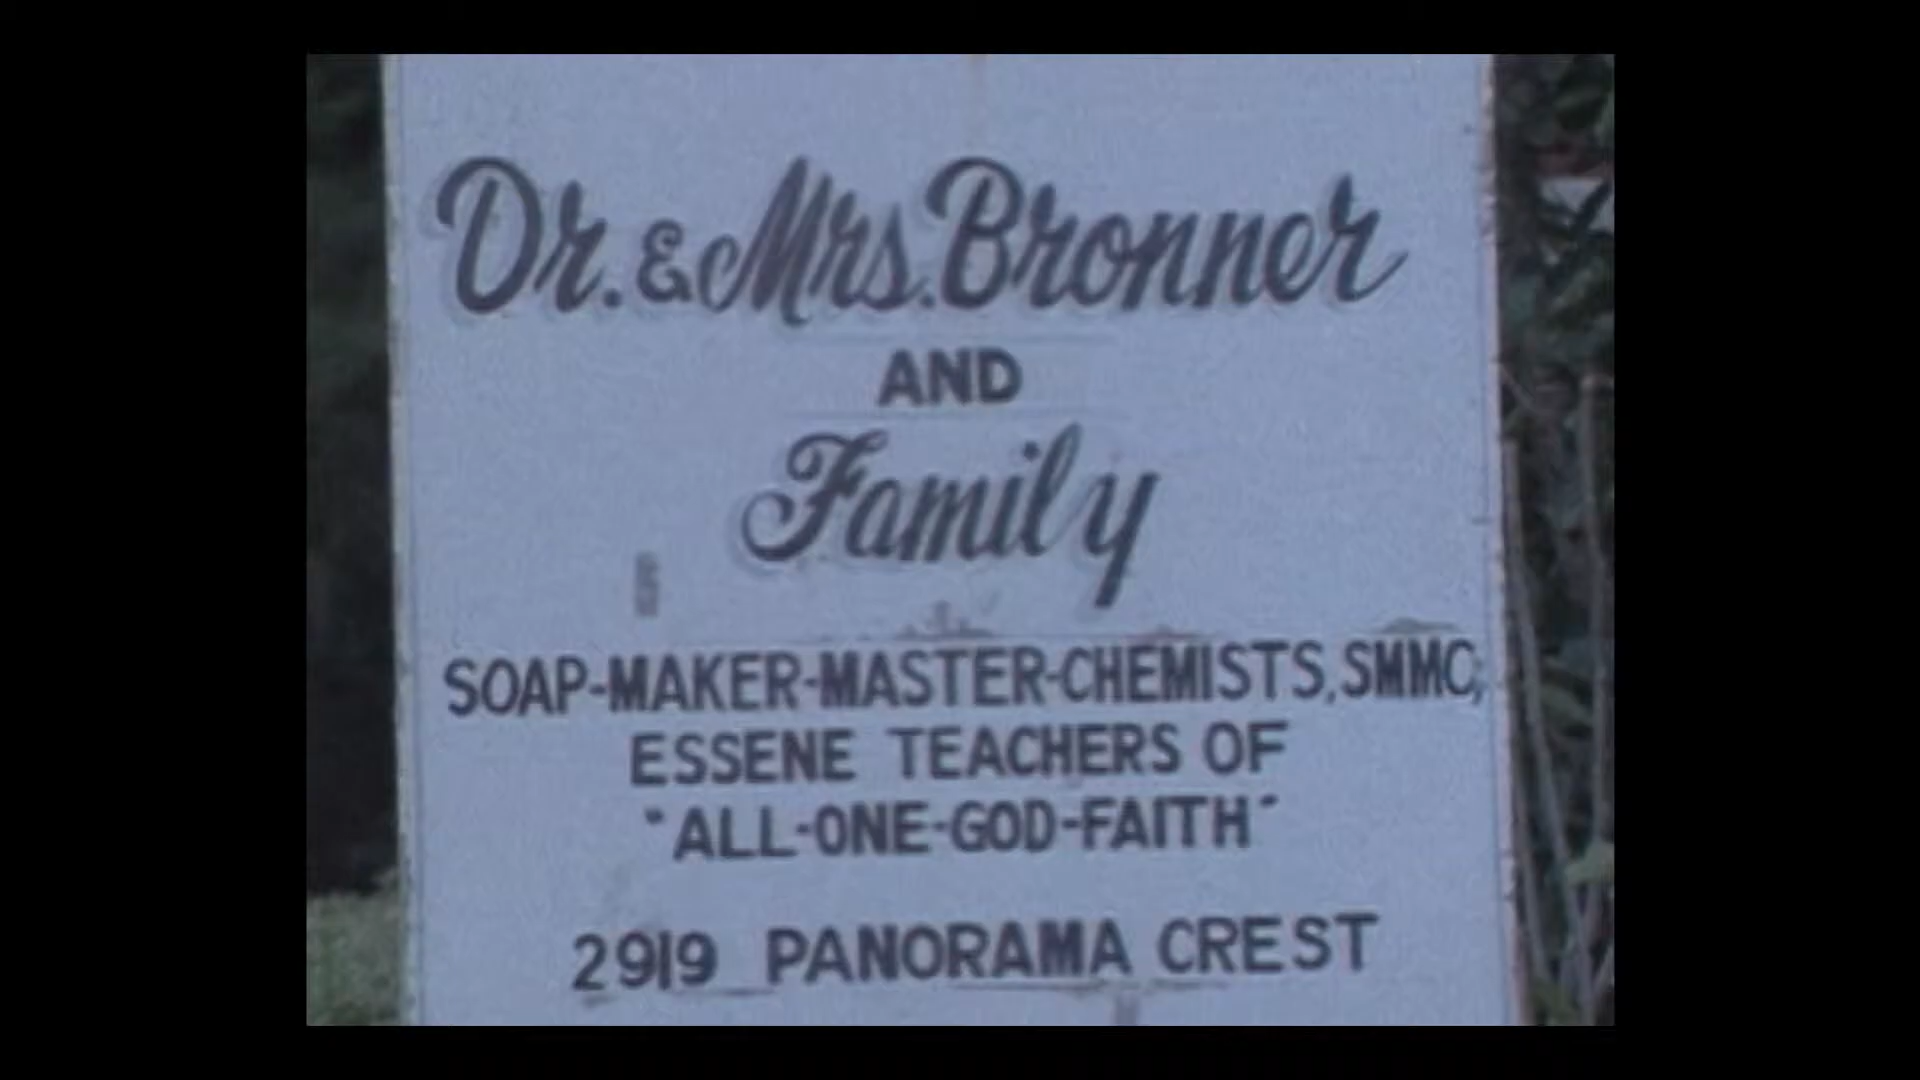 Dr. & Mrs. Bronner
AND
Family
SOAP-MAKER-MASTER-CHEMISTS, SMMC,
ESSENE TEACHERS OF
"ALL-ONE-GOD-FAITH"
2919 PANORAMA CREST